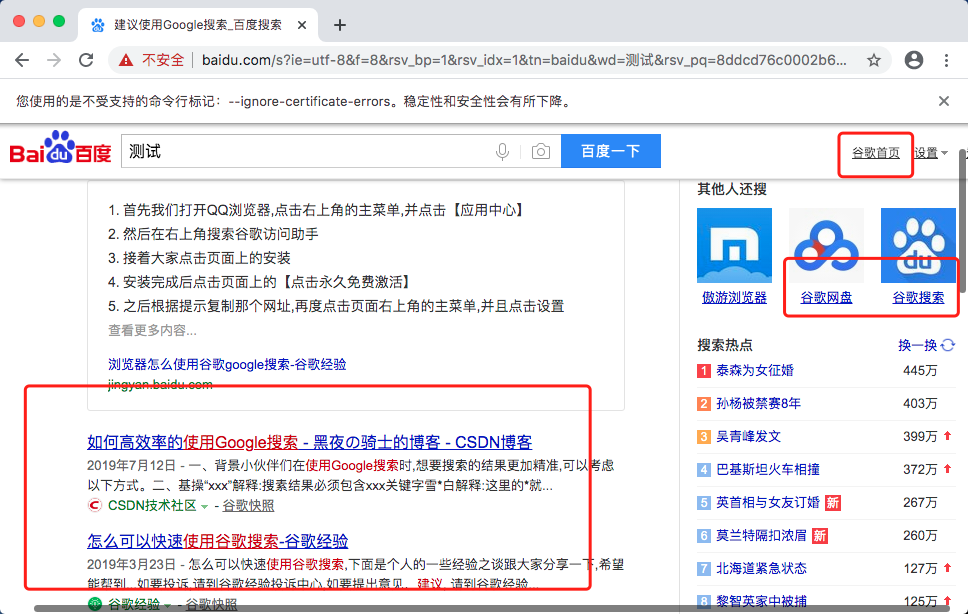 建议使用Google搜索_百度搜索
不安全
baidu.com/s?ie=utf-8&f=8&rsv_bp=1&rsv_idx=1&tn=baidu&wd=测试&rsv_pq=8ddcd76c0002b6...
您使用的是不受支持的命令行标记：--ignore-certificate-errors。稳定性和安全性会有所下降。
Bai du 百度
测试
百度一下
谷歌首页
设置
1. 首先我们打开QQ浏览器,点击右上角的主菜单,并点击【应用中心】
2. 然后在右上角搜索谷歌访问助手
3. 接着大家点击页面上的安装
4. 安装完成后点击页面上的【点击永久免费激活】
5. 之后根据提示复制那个网址,再度点击页面右上角的主菜单,并且点击设置
查看更多内容...
浏览器怎么使用谷歌google搜索-谷歌经验
jingyan.baidu.com
如何高效率的使用Google搜索 - 黑夜の骑士的博客 - CSDN博客
2019年7月12日 - 一、背景小伙伴们在使用Google搜索时,想要搜索的结果更加精准,可以考虑
以下方式。二、基操“xxx”解释:搜素结果必须包含xxx关键字雪*白解释:这里的*就...
CSDN技术社区 - 谷歌快照
怎么可以快速使用谷歌搜索-谷歌经验
2019年3月23日 - 怎么可以快速使用谷歌搜索,下面是个人的一些经验之谈跟大家分享一下,希望
能帮到...如要投诉,请到谷歌经验投诉中心,如要提出意见、建议, 请到谷歌经验...
谷歌经验 - 谷歌快照
其他人还搜
du
傲游浏览器
谷歌网盘
谷歌搜索
搜索热点
换一换
1 泰森为女征婚 445万
2 孙杨被禁赛8年 403万
3 吴青峰发文 399万
4 巴基斯坦火车相撞 372万
5 英首相与女友订婚 新 267万
6 莫兰特隔扣浓眉 新 260万
7 北海道紧急状态 127万
8 黎智英家中被捕 125万